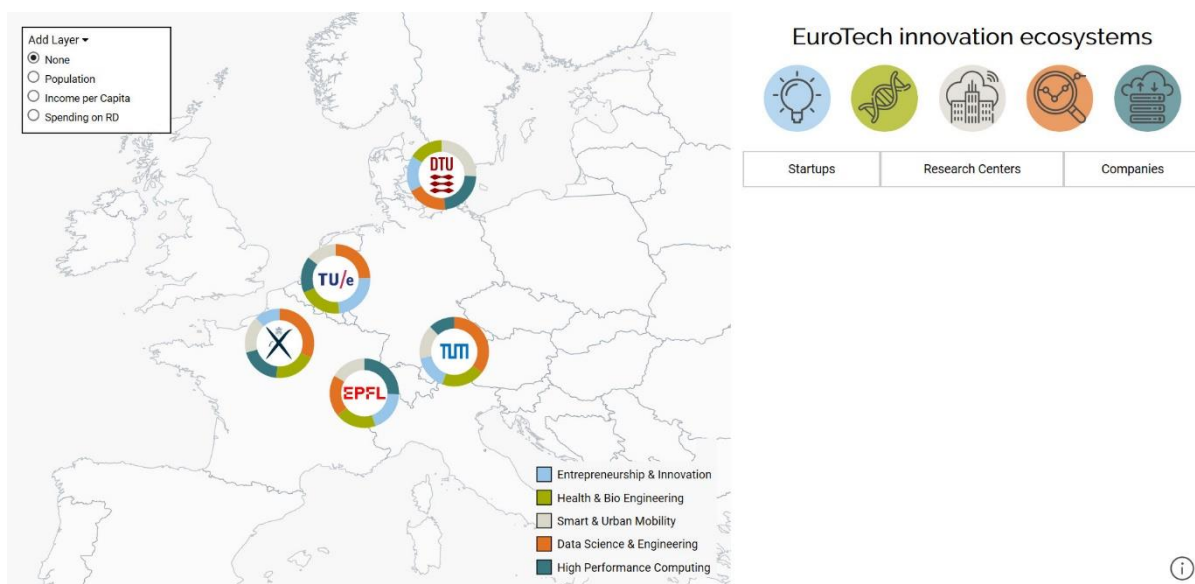 Add Layer
None
Population
Income per Capita
Spending on RD
DTU
TU/e
X
TUM
EPFL
Entrepreneurship & Innovation
Health & Bio Engineering
Smart & Urban Mobility
Data Science & Engineering
High Performance Computing
EuroTech innovation ecosystems
Startups
Research Centers
Companies
i